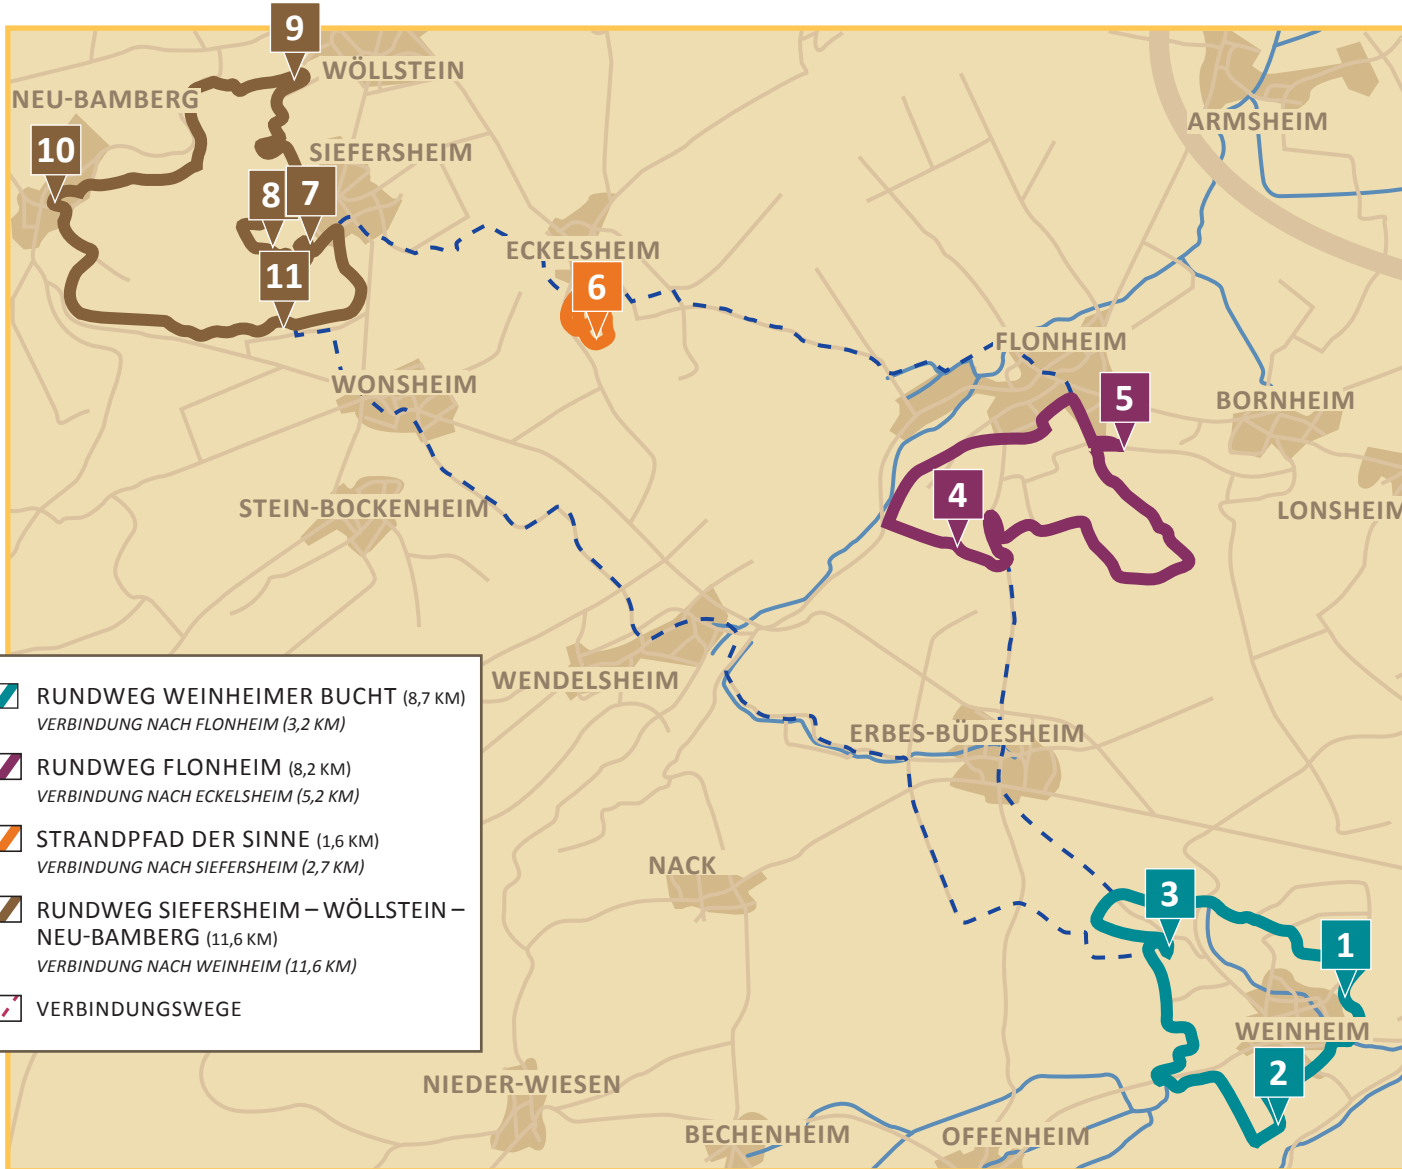 9
WÖLLSTEIN
NEU-BAMBERG
ARMSHEIM
10
SIEFERSHEIM
8
7
ECKELSHEIM
11
6
FLONHEIM
WONSHEIM
5
BORNHEIM
4
STEIN-BOCKENHEIM
LONSHEIM
WENDELSHEIM
RUNDWEG WEINHEIMER BUCHT (8,7 KM)
VERBINDUNG NACH FLONHEIM (3,2 KM)
RUNDWEG FLONHEIM (8,2 KM)
VERBINDUNG NACH ECKELSHEIM (5,2 KM)
STRANDPFAD DER SINNE (1,6 KM)
VERBINDUNG NACH SIEFERSHEIM (2,7 KM)
RUNDWEG SIEFERSHEIM – WÖLLSTEIN –
NEU-BAMBERG (11,6 KM)
VERBINDUNG NACH WEINHEIM (11,6 KM)
VERBINDUNGSWEGE
ERBES-BÜDESHEIM
NACK
3
1
WEINHEIM
2
NIEDER-WIESEN
BECHENHEIM
OFFENHEIM